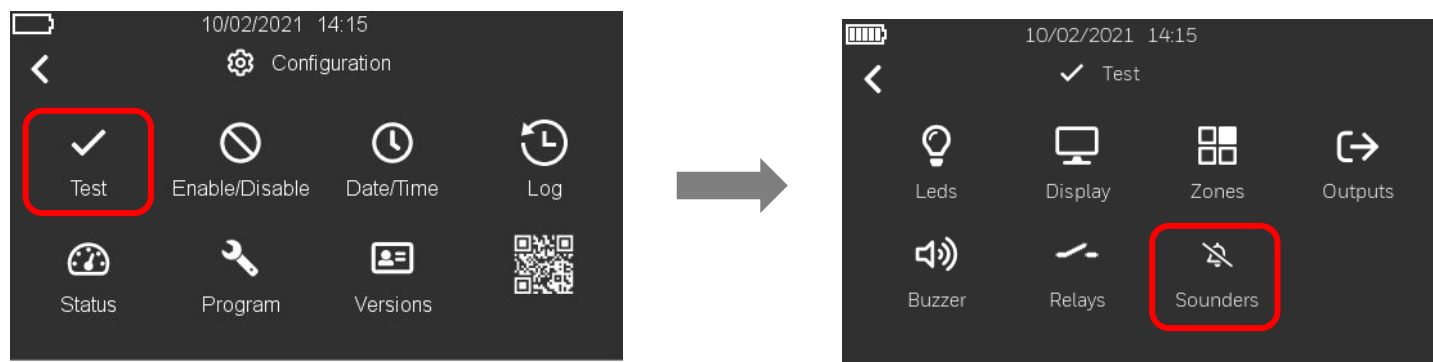 10/02/2021 14:15
Configuration
Test Enable/Disable Date/Time Log
Status Program Versions
10/02/2021 14:15
Test
Leds Display Zones Outputs
Buzzer Relays Sounders